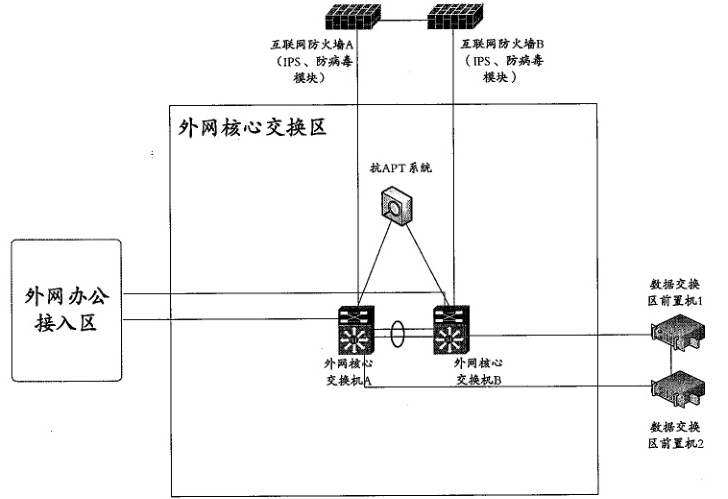 互联网防火墙A
（IPS、防病毒
模块）
互联网防火墙B
（IPS、防病毒
模块）
外网核心交换区
抗APT系统
外网办公
接入区
外网核心
交换机A
外网核心
交换机B
数据交换
区前置机1
数据交换
区前置机2